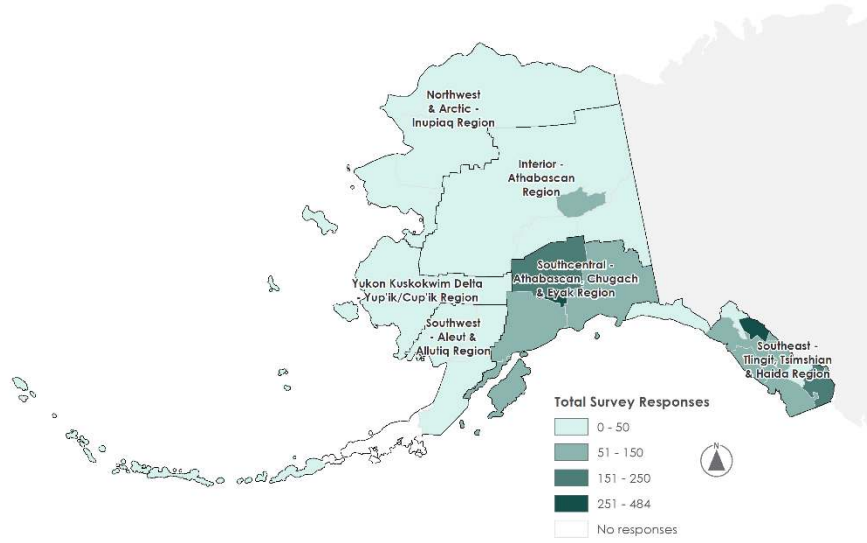 Northwest
& Arctic -
Inupiaq Region
Interior -
Athabascan
Region
Southcentral -
Athabascan, Chugach
& Eyak Region
Yukon Kuskokwim Delta
- Yup'ik/Cup'ik Region
Southwest
- Aleut &
Allutiq Region
Southeast -
Tlingit, Tsimshian
& Haida Region
Total Survey Responses
0 - 50
51 - 150
151 - 250
251 - 484
No responses
N